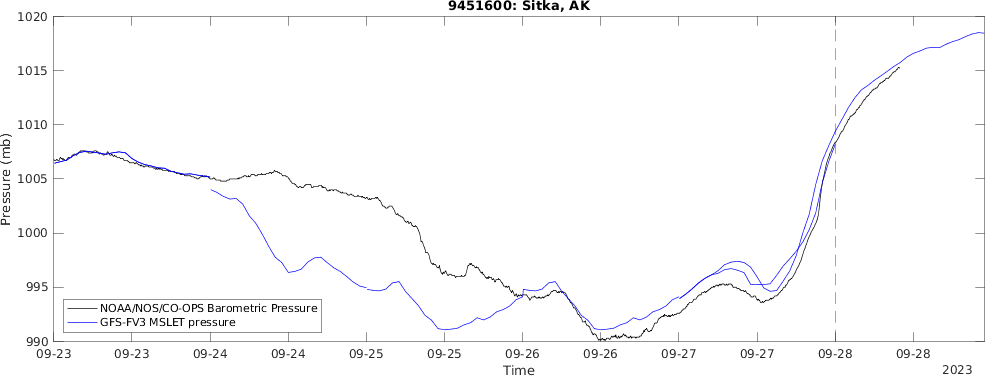 9451600: Sitka, AK
1020
1015
1010
1005
1000
995
990
Pressure (mb)
NOAA/NOS/CO-OPS Barometric Pressure
GFS-FV3 MSLET pressure
09-23 09-23 09-24 09-24 09-25 09-25 09-26 09-26 09-27 09-27 09-28 09-28
Time
2023